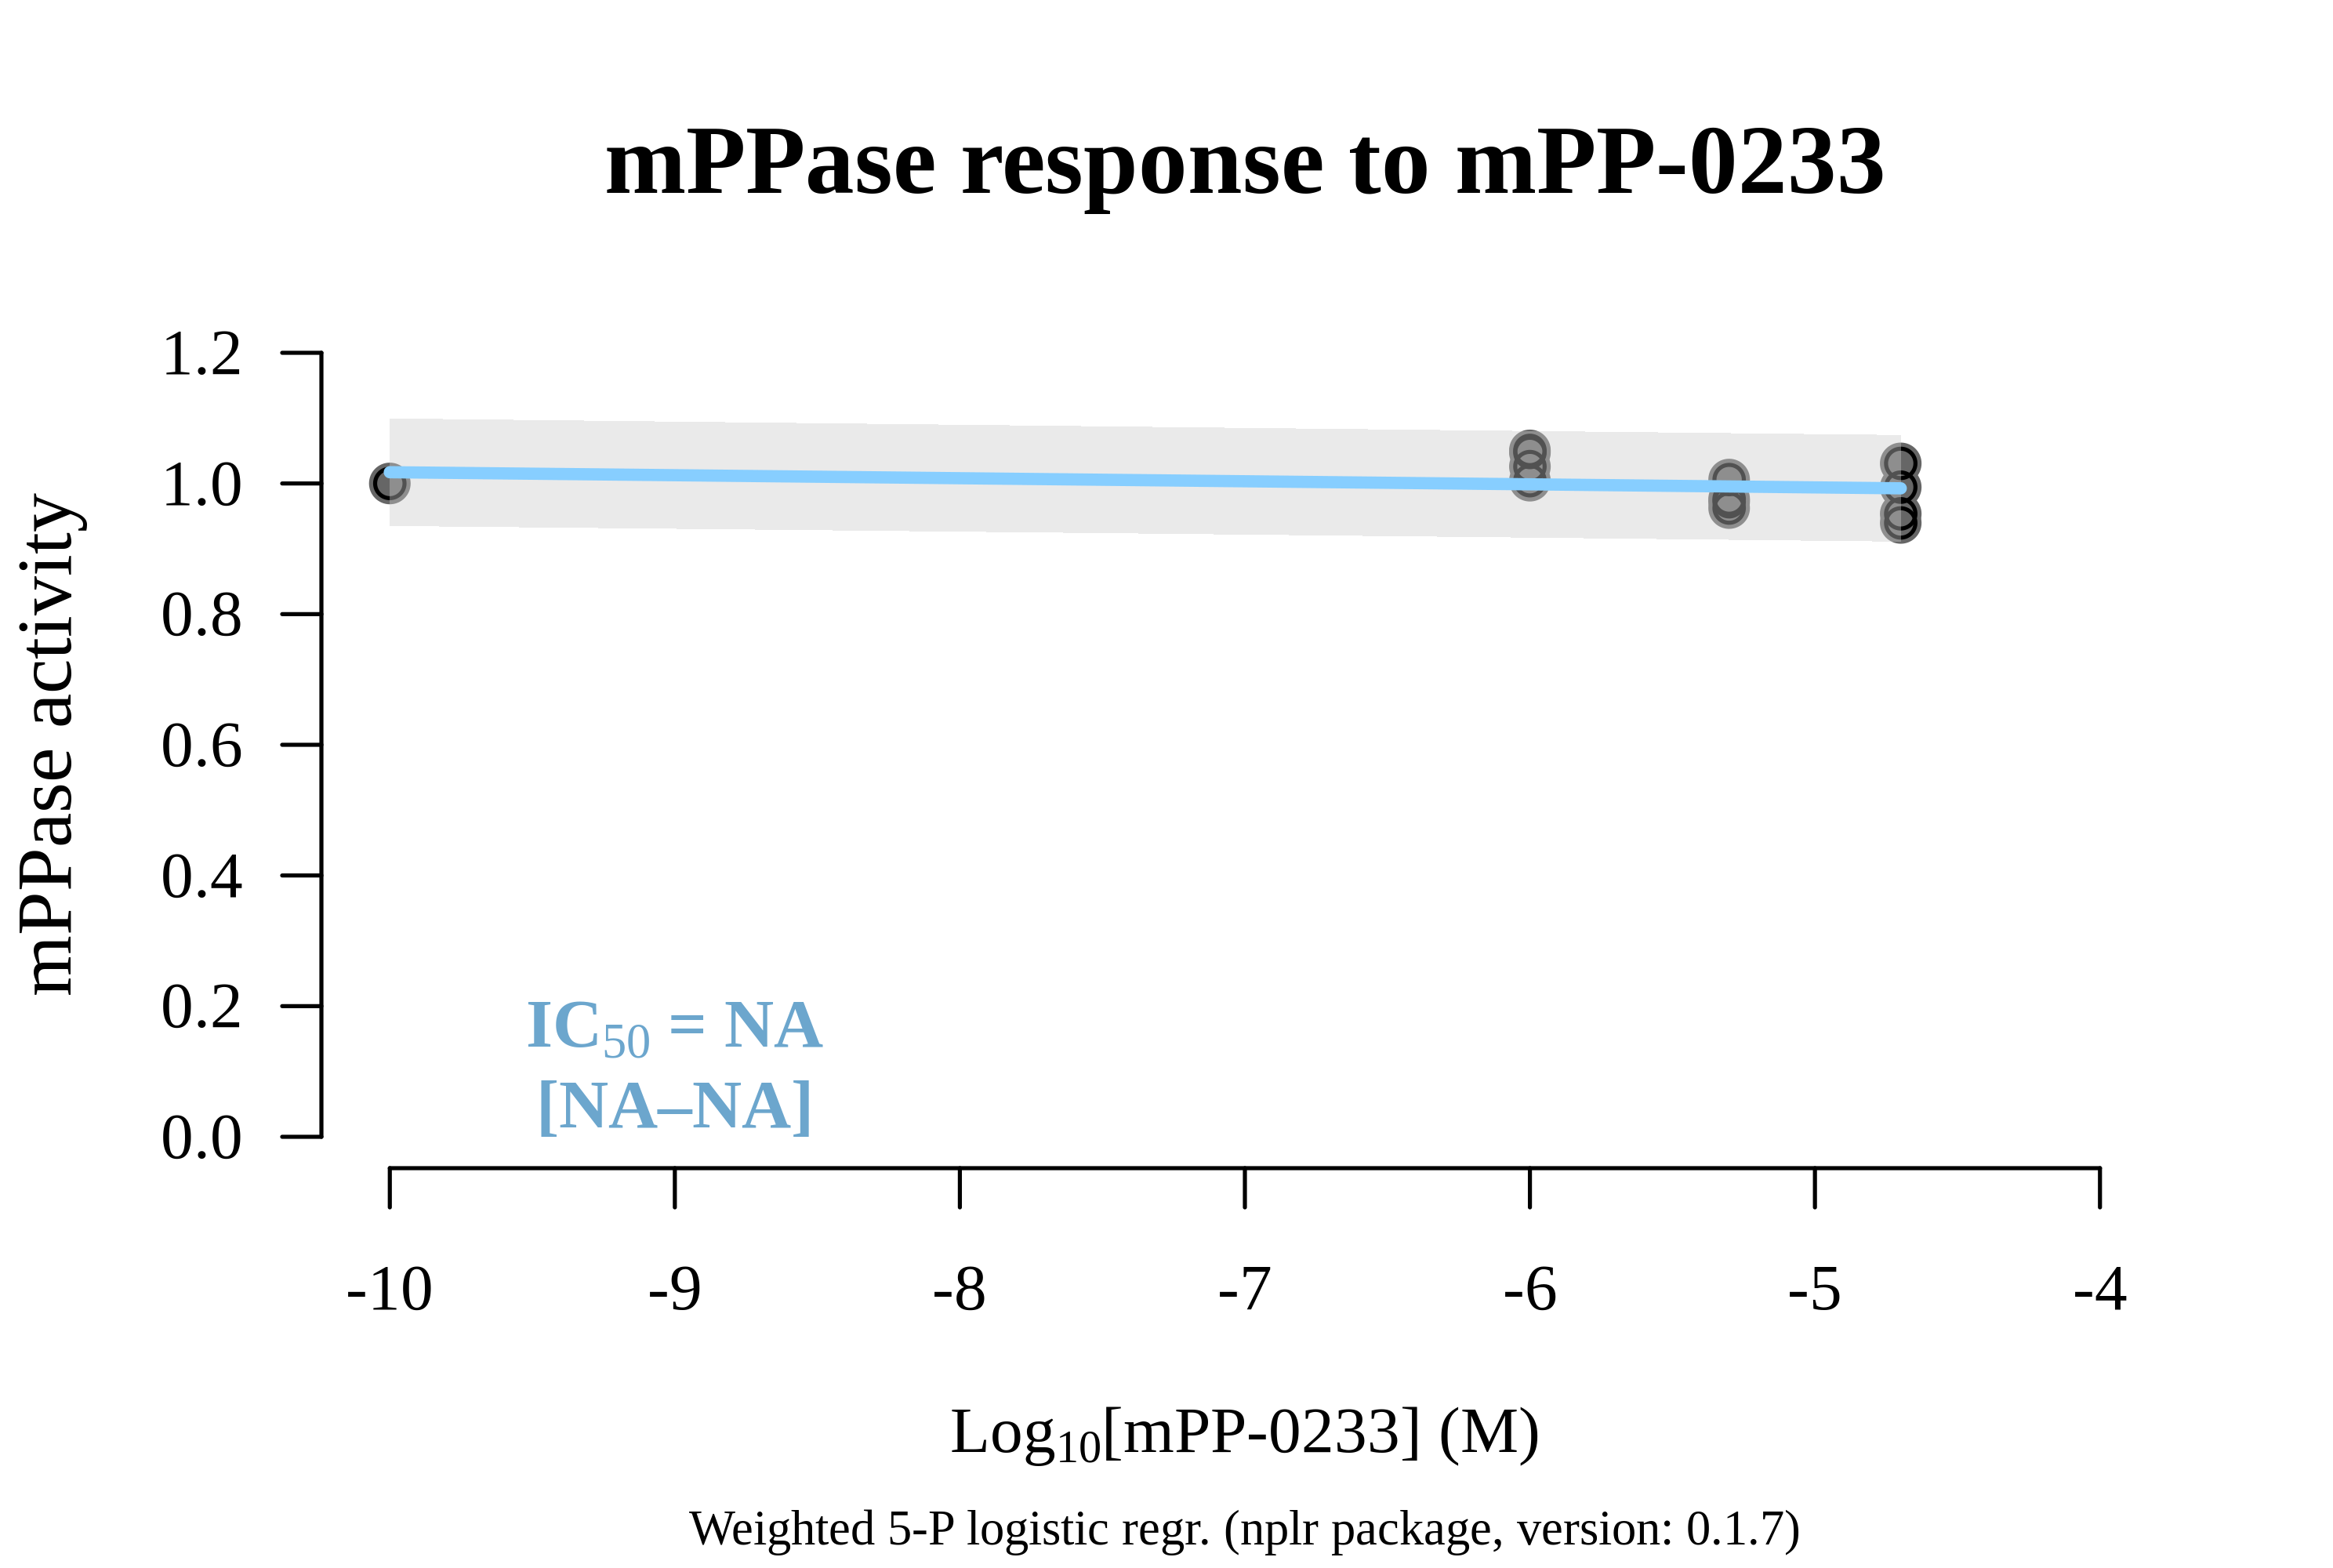 mPPase response to mPP-0233
mPPase activity
1.2
1.0
0.8
0.6
0.4
0.2
0.0
IC50 = NA
[NA–NA]
-10 -9 -8 -7 -6 -5 -4
Log10[mPP-0233] (M)
Weighted 5-P logistic regr. (nplr package, version: 0.1.7)